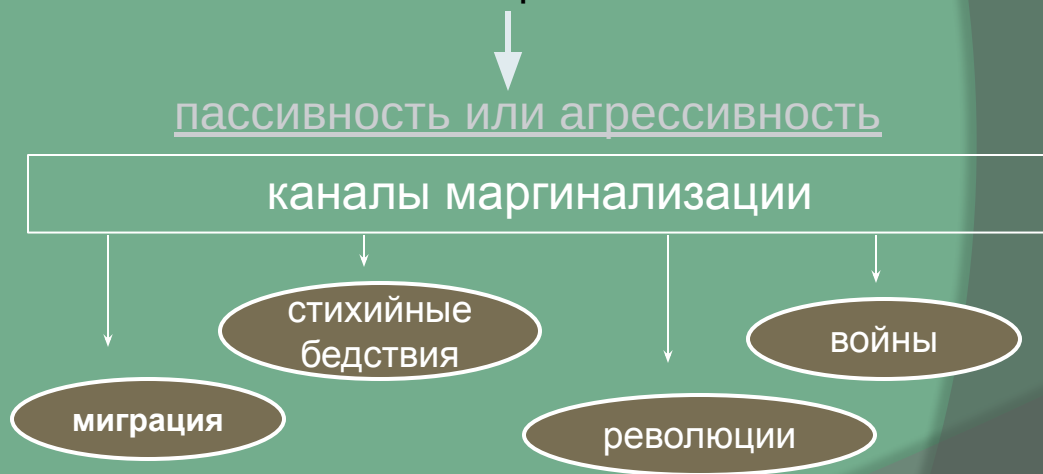 пассивность или агрессивность
каналы маргинализации
стихийные
бедствия
войны
миграция
революции